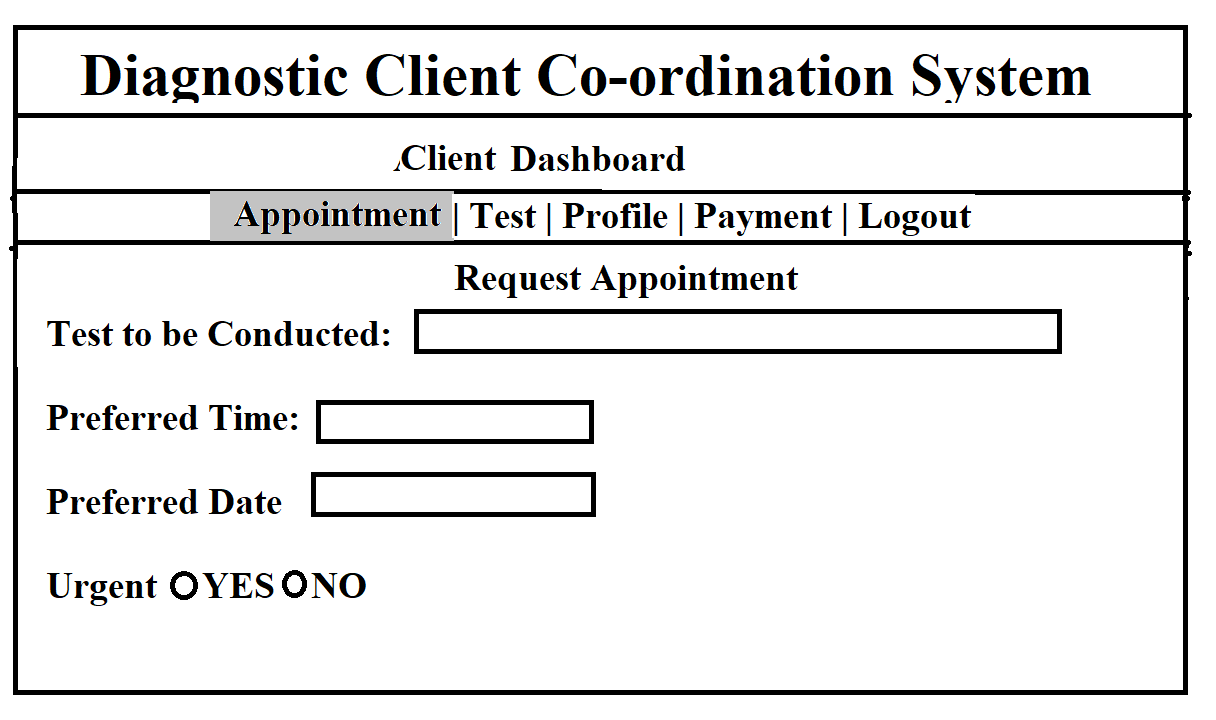 Diagnostic Client Co-ordination System
Client Dashboard
Appointment | Test | Profile | Payment | Logout
Request Appointment
Test to be Conducted:
Preferred Time:
Preferred Date
Urgent YES NO